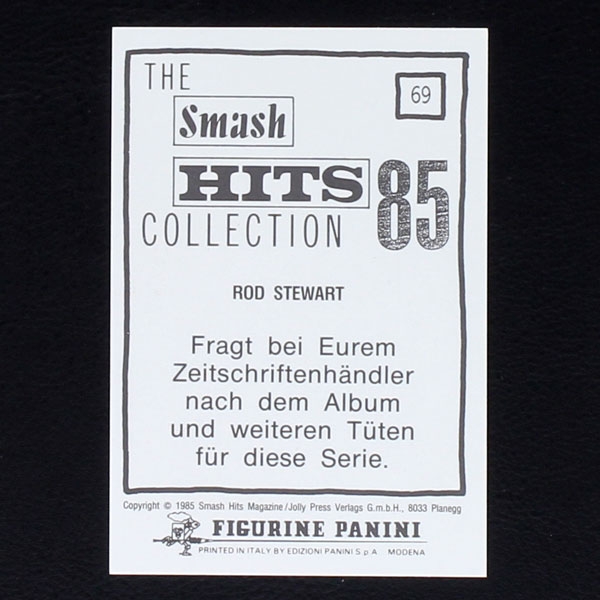 THE
Smash
HITS 85
COLLECTION
69
ROD STEWART
Fragt bei Eurem
Zeitschriftenhändler
nach dem Album
und weiteren Tüten
für diese Serie.
Copyright © 1985 Smash Hits Magazine/Jolly Press Verlags G.m.b.H., 8033 Planegg
FIGURINE PANINI
PRINTED IN ITALY BY EDIZIONI PANINI S.p.A MODENA